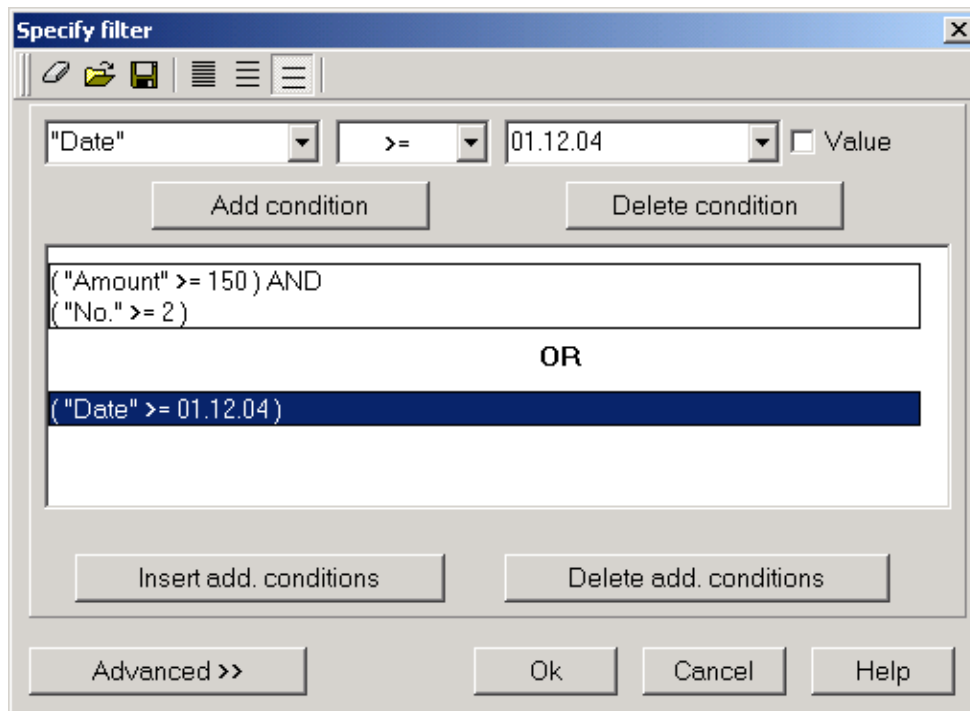 Specify filter
"Date" >= 01.12.04 Value
Add condition Delete condition
( "Amount" >= 150 ) AND
( "No." >= 2 )
OR
( "Date" >= 01.12.04 )
Insert add. conditions Delete add. conditions
Advanced >> Ok Cancel Help